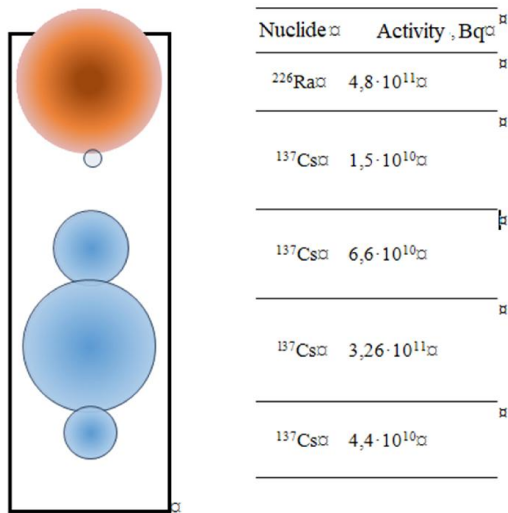 Nuclide¤ Activity , Bq¤ ¤
²²⁶Ra¤ 4,8·10¹¹¤ ¤
¹³⁷Cs¤ 1,5·10¹⁰¤ ¤
¹³⁷Cs¤ 6,6·10¹⁰¤ ¤
¹³⁷Cs¤ 3,26·10¹¹¤ ¤
¹³⁷Cs¤ 4,4·10¹⁰¤ ¤
¤